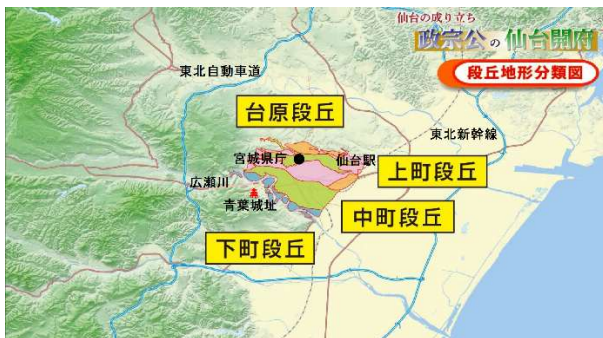 仙台の成り立ち
政宗公の仙台開府
段丘地形分類図
東北自動車道
台原段丘
東北新幹線
宮城県庁
仙台駅
上町段丘
広瀬川
青葉城址
中町段丘
下町段丘